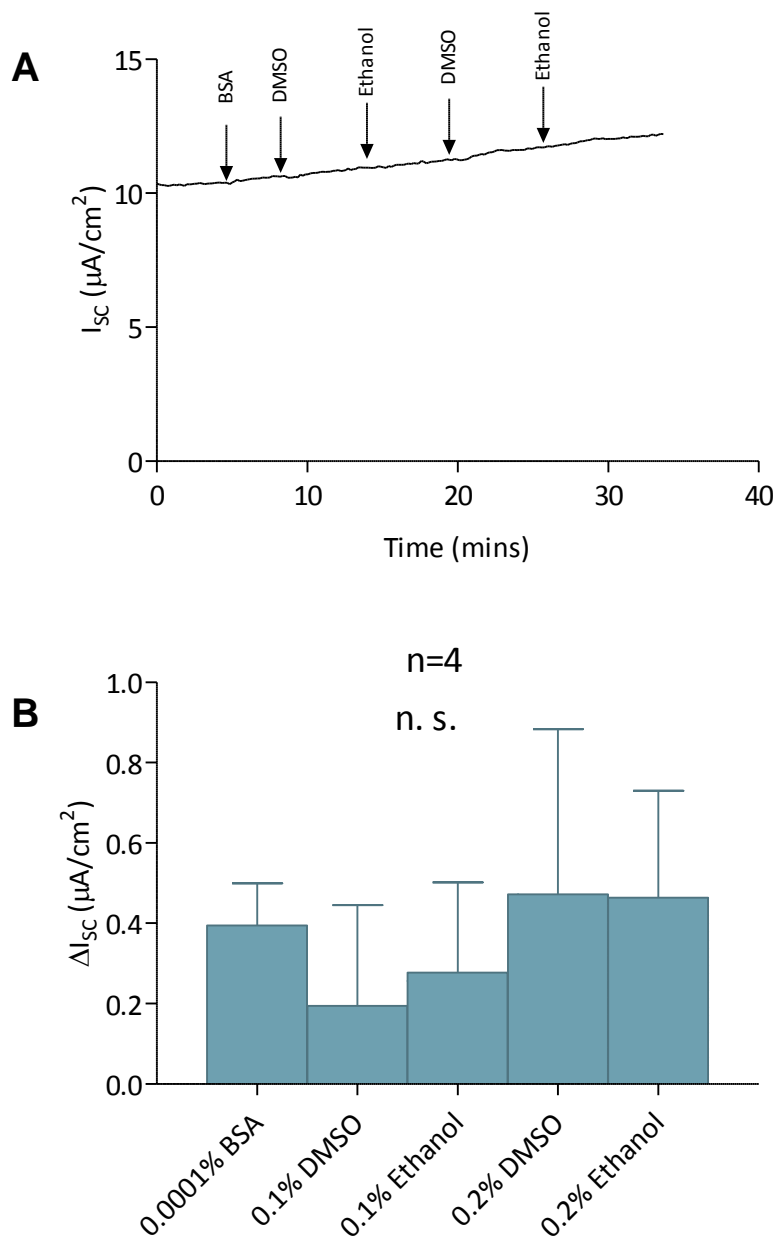 A
BSA
DMSO
Ethanol
DMSO
Ethanol
15
10
5
0
I_SC (µA/cm²)
0 10 20 30 40
Time (mins)
B
n=4
n. s.
1.0
0.8
0.6
0.4
0.2
0.0
ΔI_SC (µA/cm²)
0.0001% BSA
0.1% DMSO
0.1% Ethanol
0.2% DMSO
0.2% Ethanol